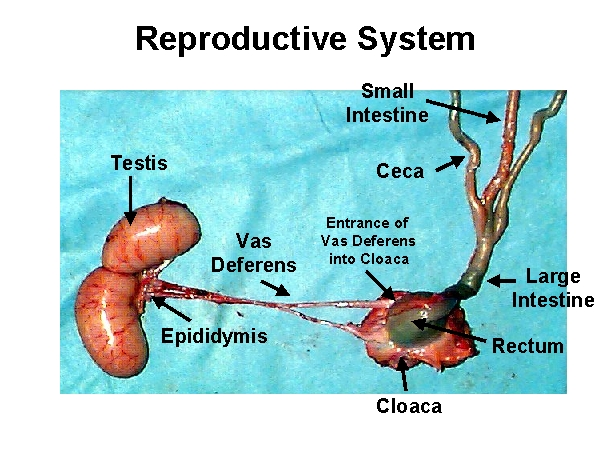 Reproductive System
Small
Intestine
Testis
Ceca
Entrance of
Vas Deferens
into Cloaca
Vas
Deferens
Large
Intestine
Epididymis
Rectum
Cloaca